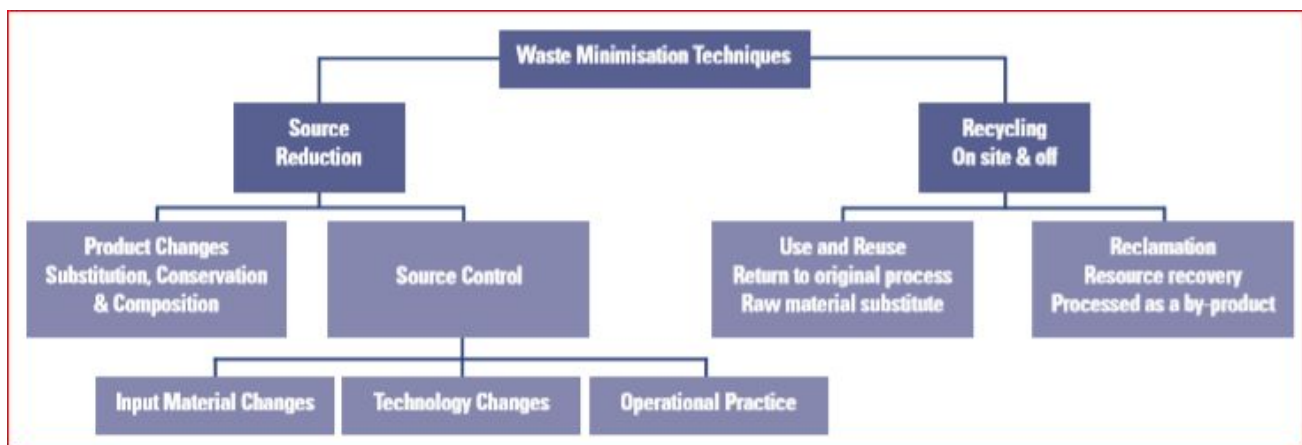 Waste Minimisation Techniques
Source
Reduction
Recycling
On site & off
Product Changes
Substitution, Conservation
& Composition
Source Control
Use and Reuse
Return to original process
Raw material substitute
Reclamation
Resource recovery
Processed as a by-product
Input Material Changes
Technology Changes
Operational Practice